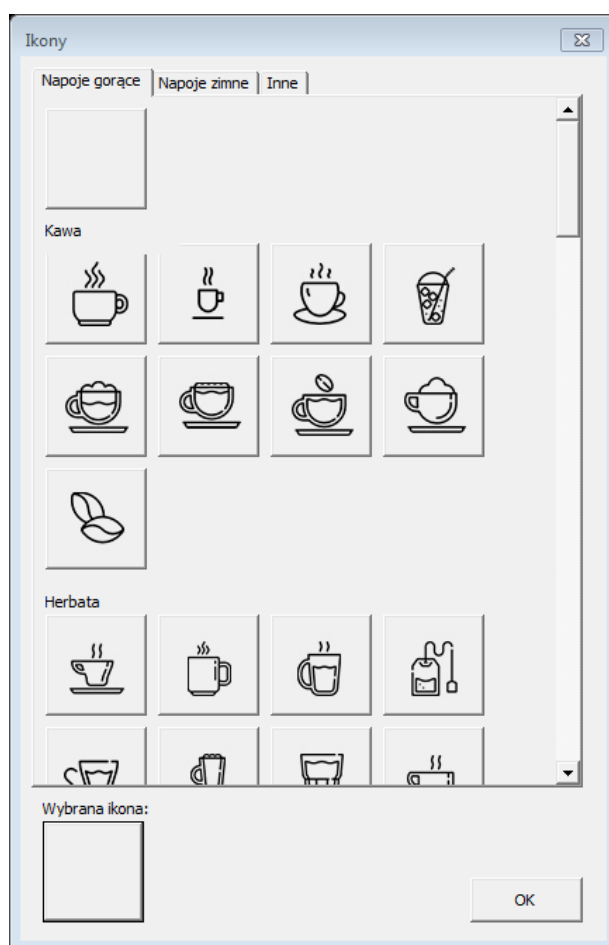 Ikony
Napoje gorące
Napoje zimne
Inne
Kawa
Herbata
Wybrana ikona:
OK